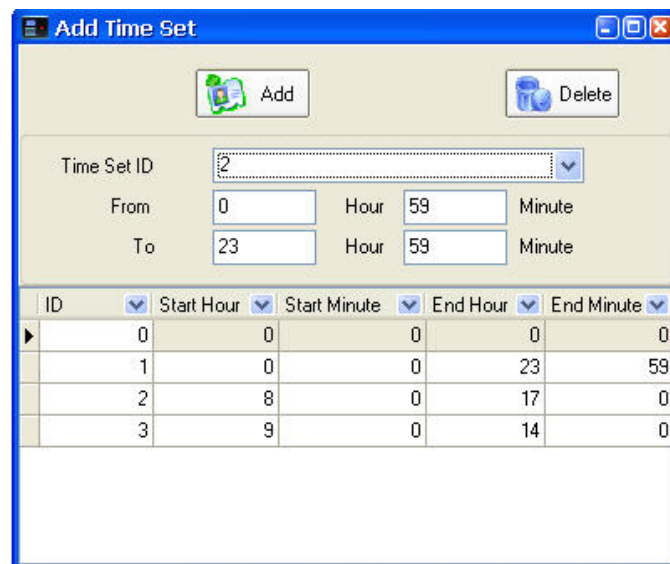 Add Time Set
Add Delete
Time Set ID 2
From 0 Hour 59 Minute
To 23 Hour 59 Minute
ID Start Hour Start Minute End Hour End Minute
0 0 0 0 0
1 0 0 23 59
2 8 0 17 0
3 9 0 14 0